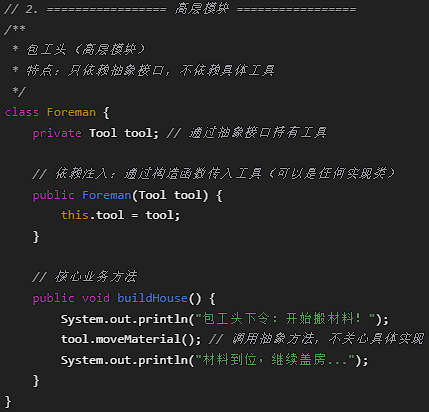 // 2. ================= 高层模块 =================
/**
 * 包工头（高层模块）
 * 特点：只依赖抽象接口，不依赖具体工具
 */
class Foreman {
    private Tool tool; // 通过抽象接口持有工具
    // 依赖注入：通过构造函数传入工具（可以是任何实现类）
    public Foreman(Tool tool) {
        this.tool = tool;
    }
    // 核心业务方法
    public void buildHouse() {
        System.out.println("包工头下令：开始搬材料！");
        tool.moveMaterial(); // 调用抽象方法，不关心具体实现
        System.out.println("材料到位，继续盖房...");
    }
}